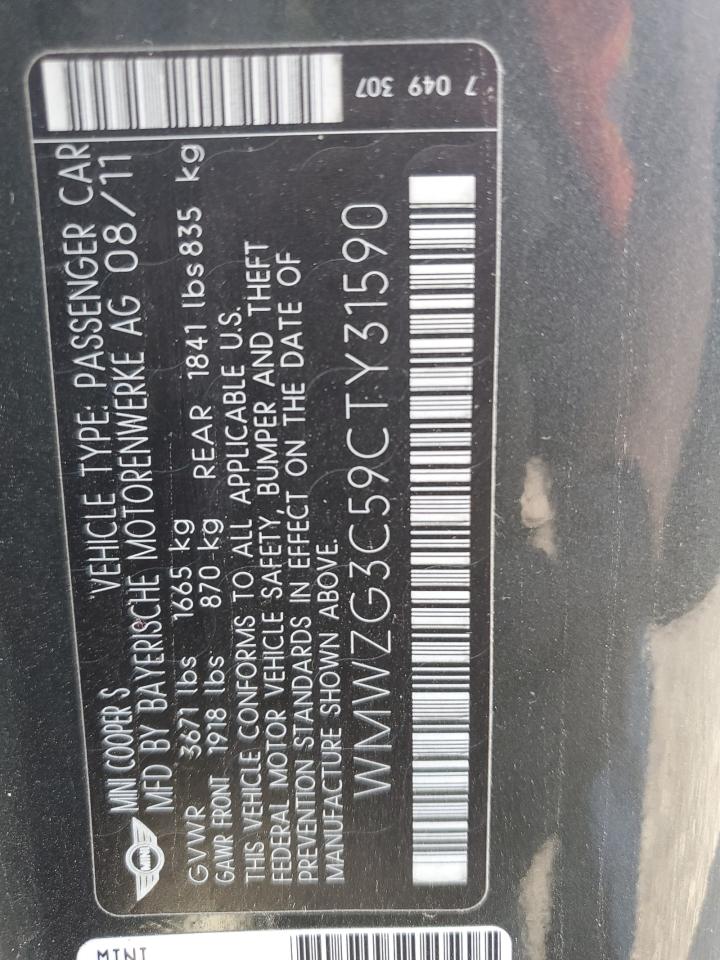 MINI COOPER S VEHICLE TYPE: PASSENGER CAR
MFD BY BAYERISCHE MOTORENWERKE AG 08/11
GVWR 3671 lbs 1665 kg
GAWR FRONT 1918 lbs 870 kg REAR 1841 lbs 835 kg
THIS VEHICLE CONFORMS TO ALL APPLICABLE U.S.
FEDERAL MOTOR VEHICLE SAFETY, BUMPER AND THEFT
PREVENTION STANDARDS IN EFFECT ON THE DATE OF
MANUFACTURE SHOWN ABOVE.
WMWZG3C59CTY31590
7 049 307
MINI
MINI